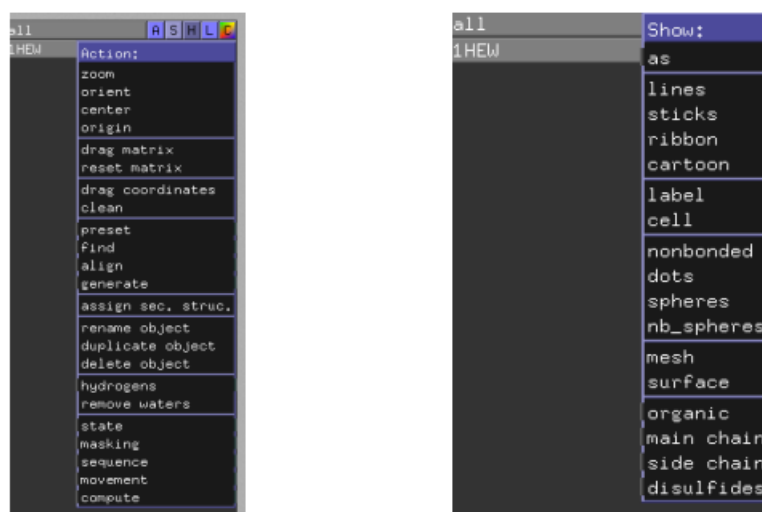 all A S H L C
1HEW
Action:
zoom
orient
center
origin
drag matrix
reset matrix
drag coordinates
clean
preset
find
align
generate
assign sec. struc.
rename object
duplicate object
delete object
hydrogens
remove waters
state
masking
sequence
movement
compute
all
1HEW
Show:
as
lines
sticks
ribbon
cartoon
label
cell
nonbonded
dots
spheres
nb_spheres
mesh
surface
organic
main chain
side chain
disulfides